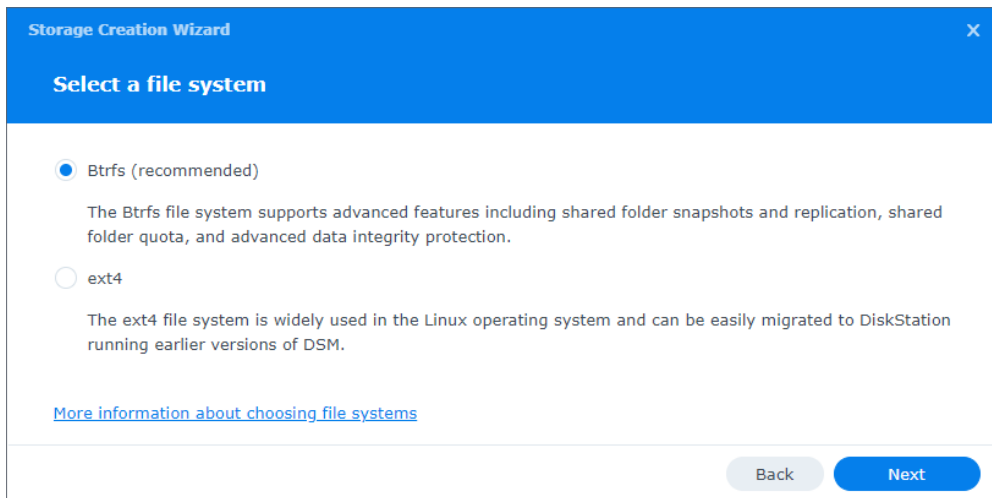 Storage Creation Wizard
Select a file system
Btrfs (recommended)
The Btrfs file system supports advanced features including shared folder snapshots and replication, shared
folder quota, and advanced data integrity protection.
ext4
The ext4 file system is widely used in the Linux operating system and can be easily migrated to DiskStation
running earlier versions of DSM.
More information about choosing file systems
Back
Next